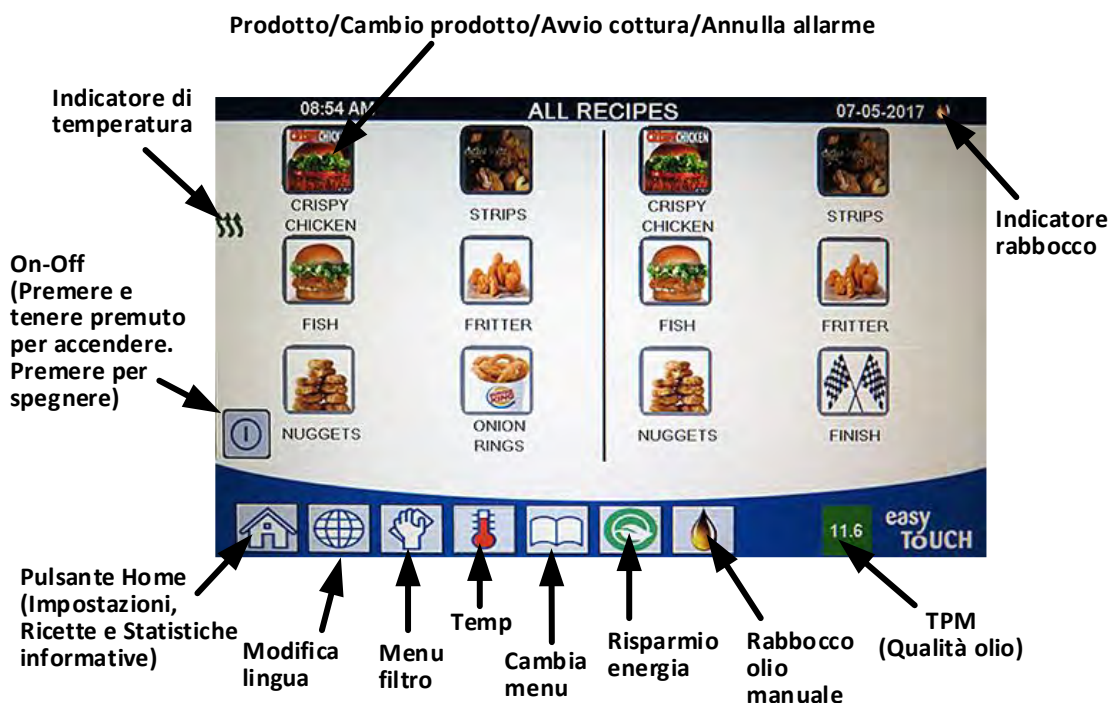 Prodotto/Cambio prodotto/Avvio cottura/Annulla allarme
Indicatore di
temperatura
08:54 AM
ALL RECIPES
07-05-2017
CRISPY
CHICKEN
STRIPS
CRISPY
CHICKEN
STRIPS
Indicatore
rabbocco
On-Off
(Premere e
tenere premuto
per accendere.
Premere per
spegnere)
FISH
FRITTER
FISH
FRITTER
NUGGETS
ONION
RINGS
NUGGETS
FINISH
11.6
easy
TOUCH
Pulsante Home
(Impostazioni,
Ricette e Statistiche
informative)
Modifica
lingua
Menu
filtro
Temp
Cambia
menu
Risparmio
energia
Rabbocco
olio
manuale
TPM
(Qualità olio)